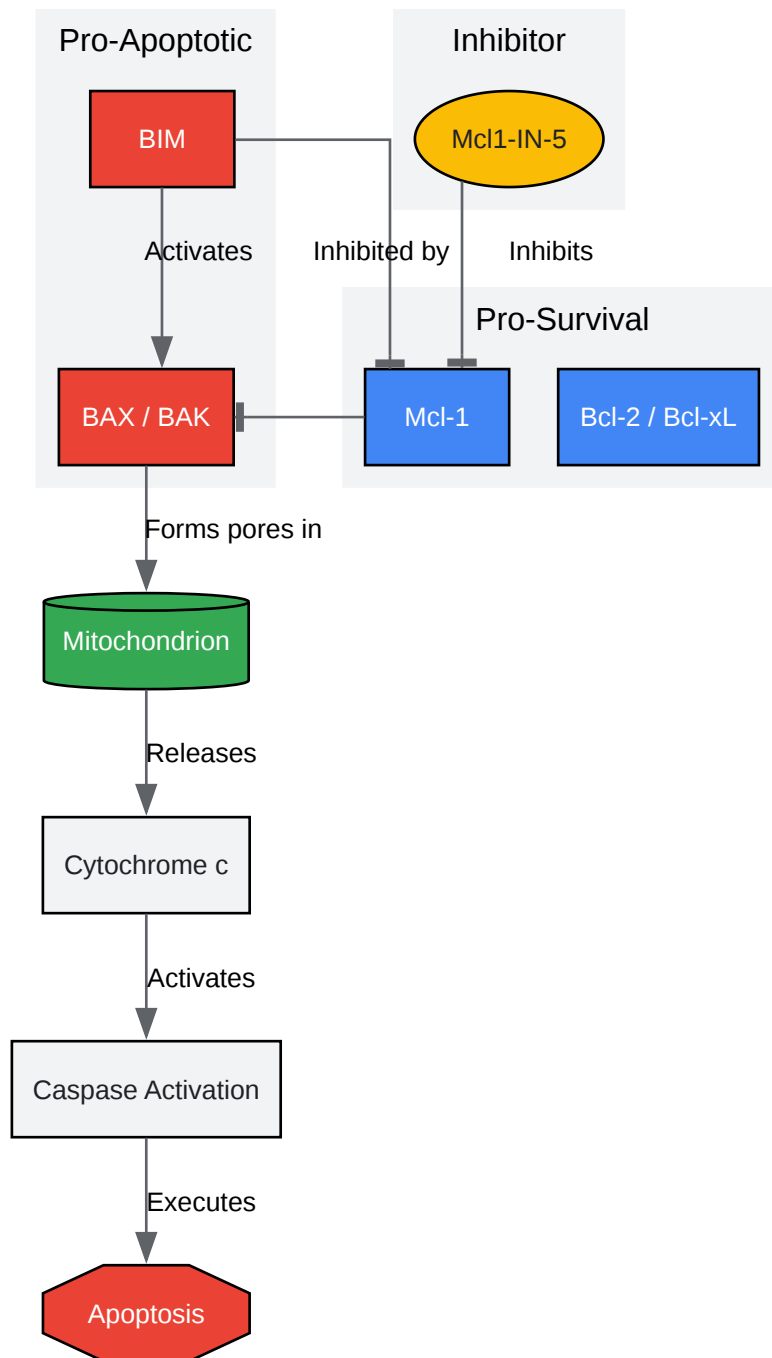 Pro-Apoptotic
Inhibitor
BIM
Mcl1-IN-5
Activates
Inhibited by
Inhibits
Pro-Survival
BAX / BAK
Mcl-1
Bcl-2 / Bcl-xL
Forms pores in
Mitochondrion
Releases
Cytochrome c
Activates
Caspase Activation
Executes
Apoptosis